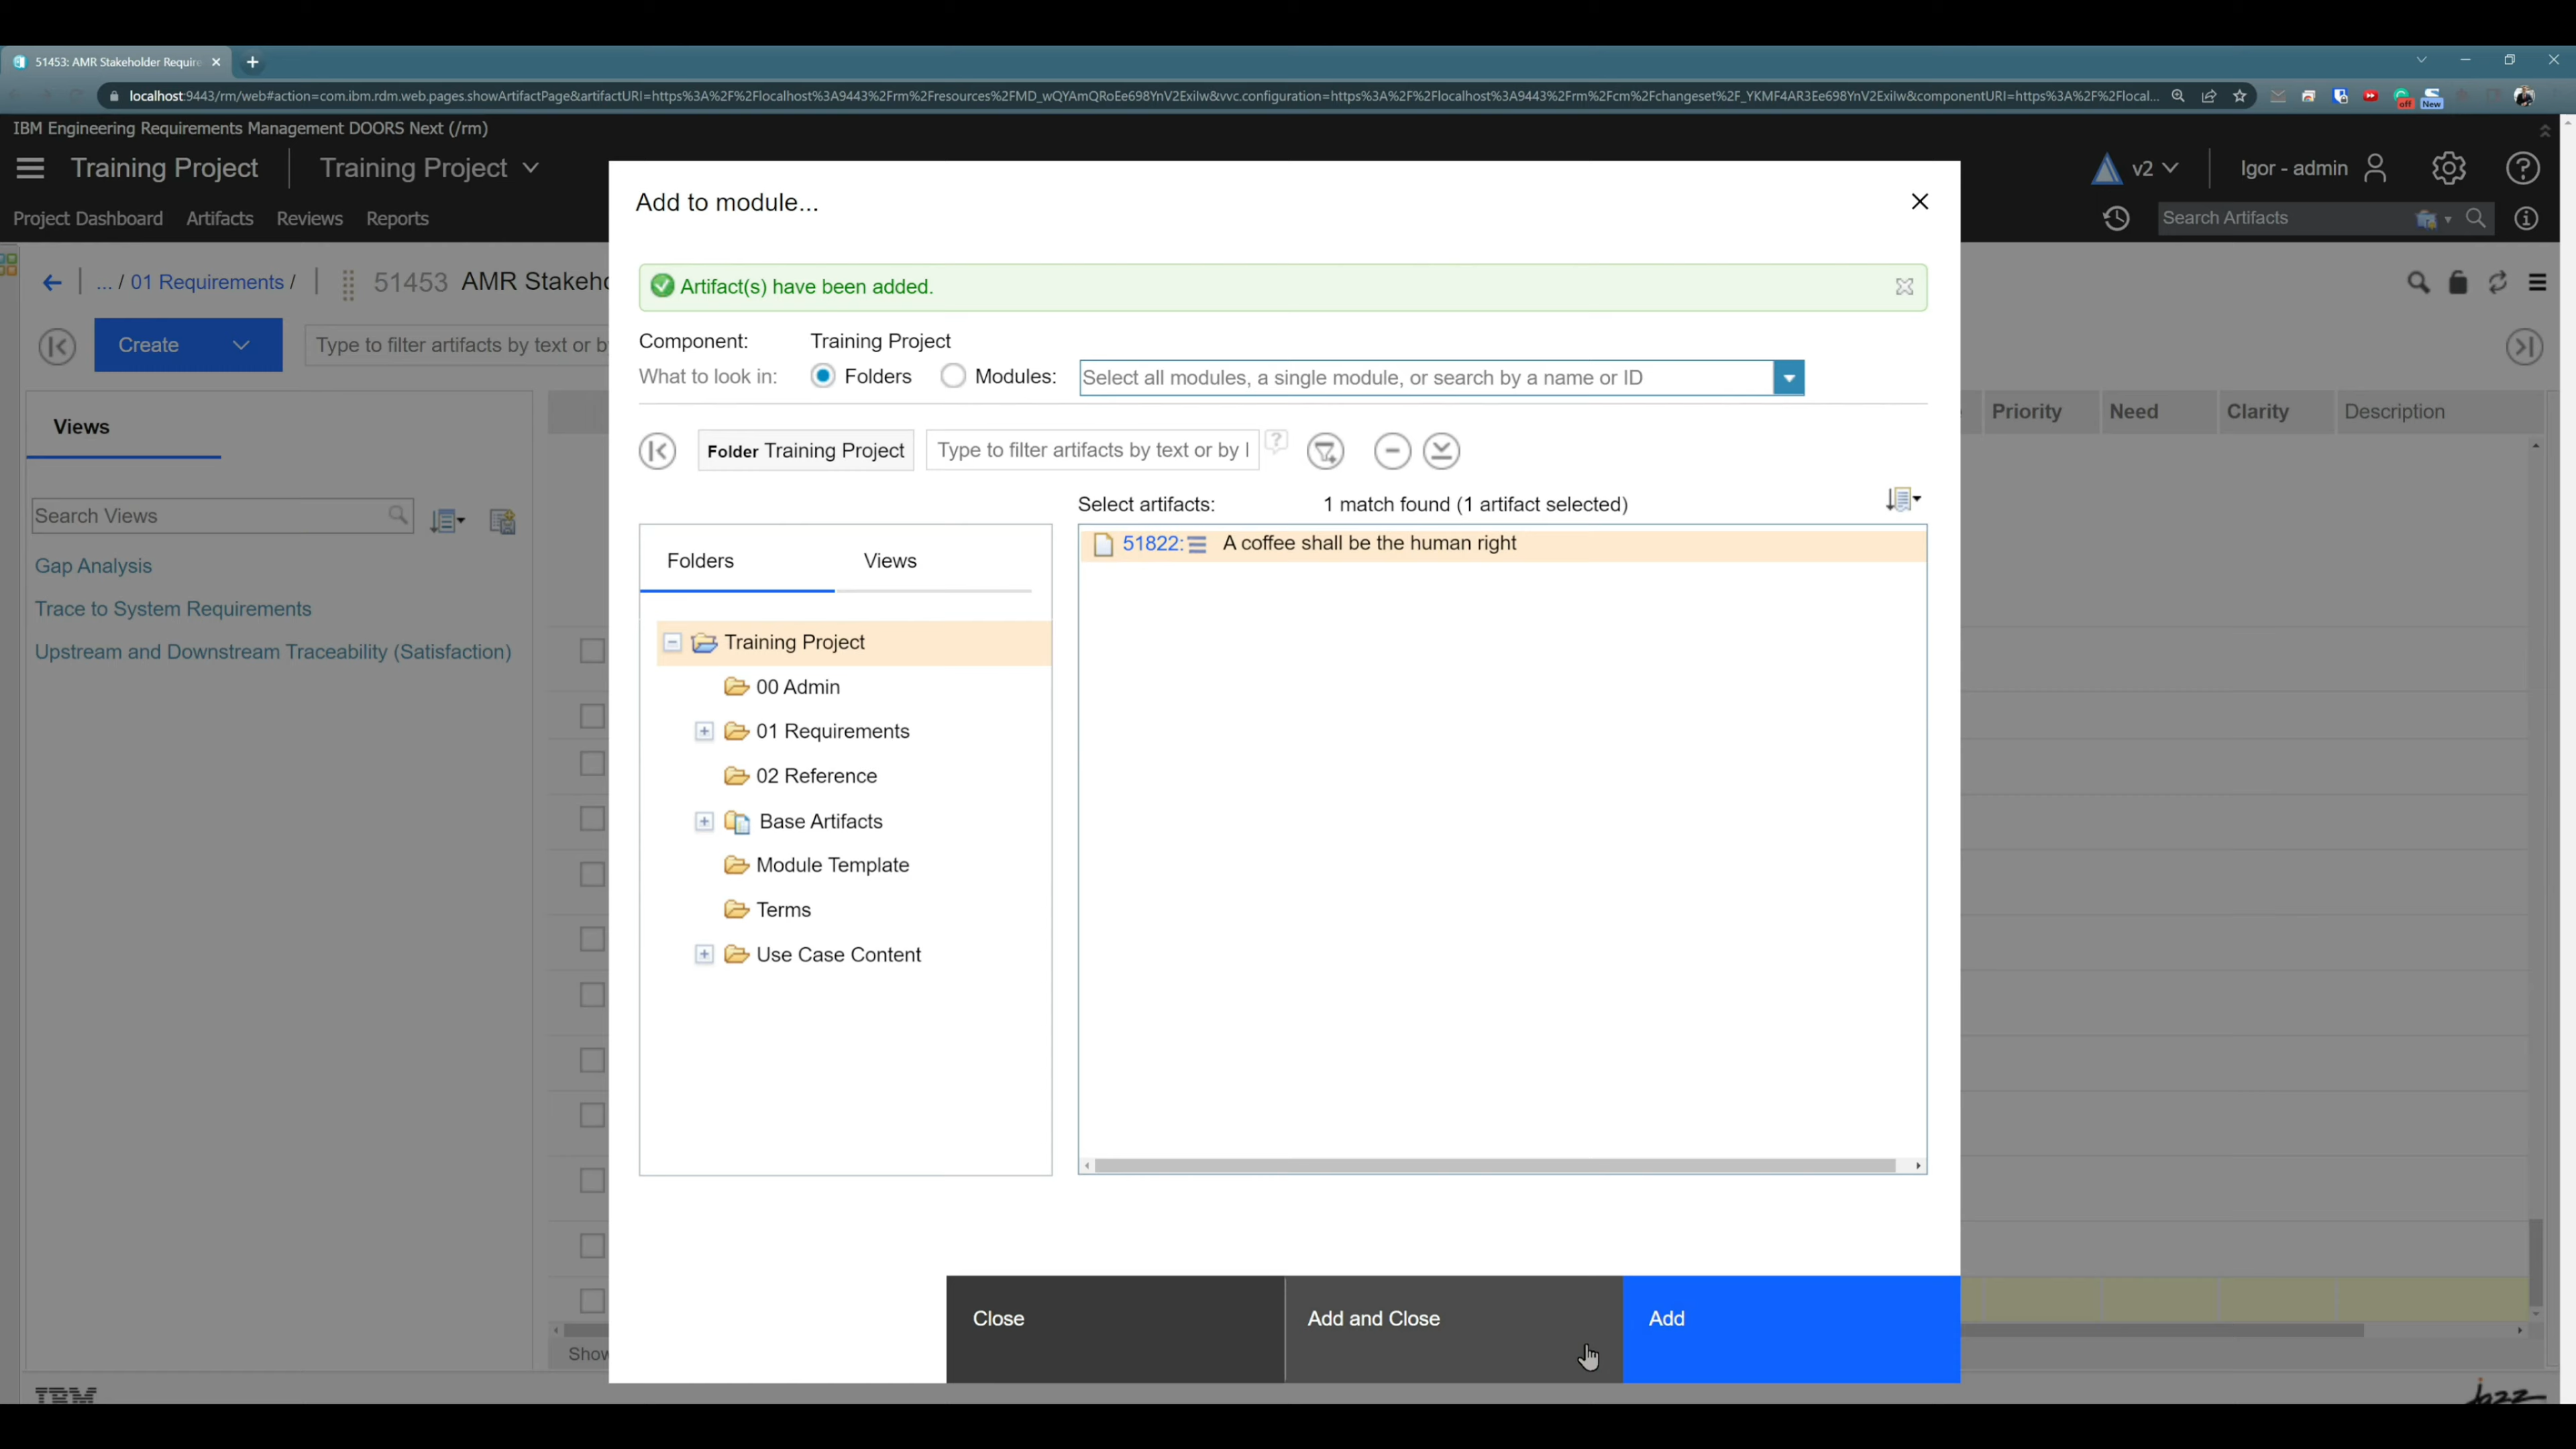 51453: AMR Stakeholder Require
localhost:9443/rm/web#action=com.ibm.rdm.web.pages.showArtifactPage&artifactURI=https%3A%2F%2Flocalhost%3A9443%2Frm%2Fresources%2FMD_wQYAmQRoEe698YnV2Exilw&vvc.configuration=https%3A%2F%2Flocalhost%3A9443%2Frm%2Fcm%2Fchangeset%2F_YKMF4AR3Ee698YnV2Exilw&componentURI=https%3A%2F%2Flocal...
off
New
IBM Engineering Requirements Management DOORS Next (/rm)
Training Project
Training Project
v2
Igor - admin
Project Dashboard
Artifacts
Reviews
Reports
Search Artifacts
... / 01 Requirements /
51453 AMR Stakeho
Create
Type to filter artifacts by text or b
Views
Search Views
Gap Analysis
Trace to System Requirements
Upstream and Downstream Traceability (Satisfaction)
Priority
Need
Clarity
Description
Show
IBM
jazz
Add to module...
Artifact(s) have been added.
Component: Training Project
What to look in: Folders Modules: Select all modules, a single module, or search by a name or ID
Folder Training Project
Type to filter artifacts by text or by I
?
Select artifacts: 1 match found (1 artifact selected)
Folders
Views
Training Project
00 Admin
01 Requirements
02 Reference
Base Artifacts
Module Template
Terms
Use Case Content
51822: A coffee shall be the human right
Close
Add and Close
Add